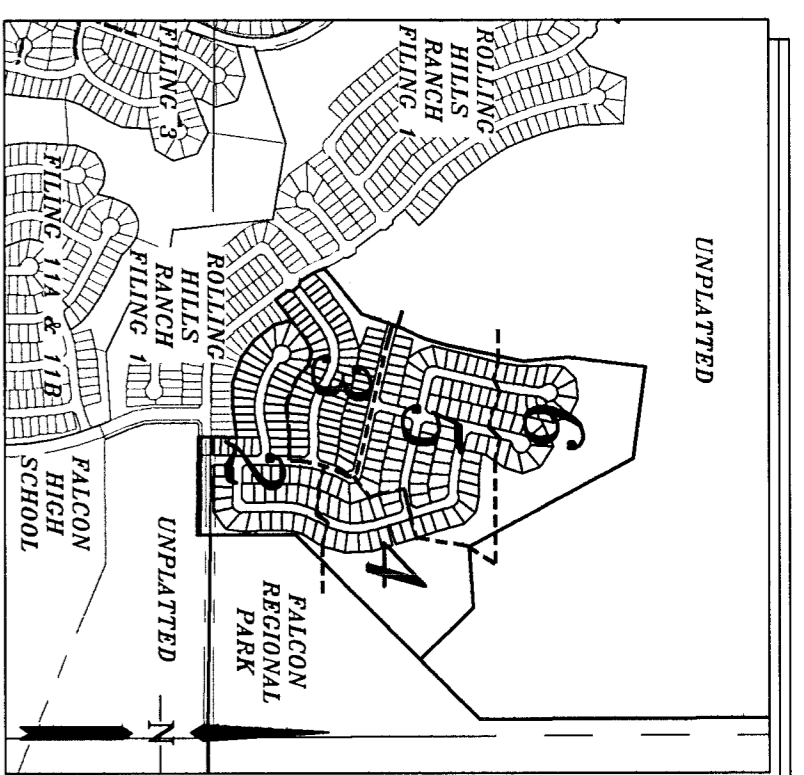 UNPLATTED
ROLLING
HILLS
RANCH
FILING 1
FILING 3
6
5
3
4
2
ROLLING
HILLS
RANCH
FILING 1
FILING 11A & 11B
FALCON
REGIONAL
PARK
UNPLATTED
FALCON
HIGH
SCHOOL
N